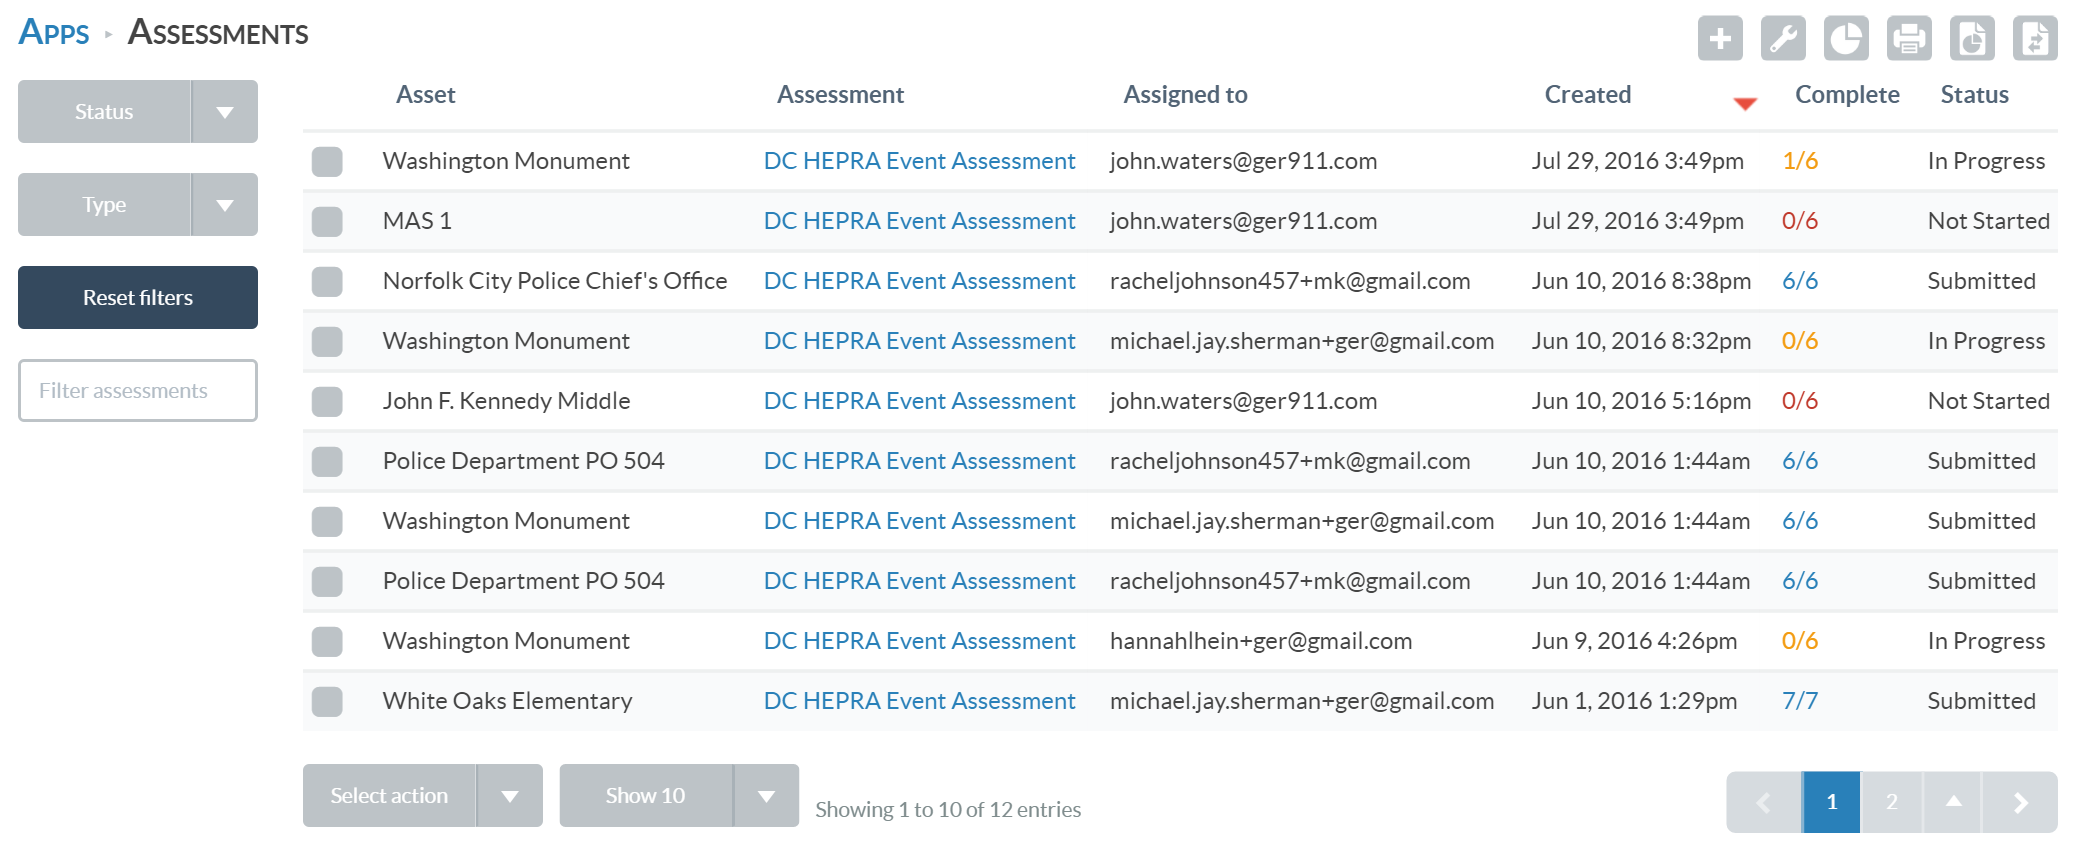 Apps ▸ Assessments
Status
Type
Reset filters
Filter assessments
Asset Assessment Assigned to Created Complete Status
Washington Monument DC HEPRA Event Assessment john.waters@ger911.com Jul 29, 2016 3:49pm 1/6 In Progress
MAS 1 DC HEPRA Event Assessment john.waters@ger911.com Jul 29, 2016 3:49pm 0/6 Not Started
Norfolk City Police Chief's Office DC HEPRA Event Assessment racheljohnson457+mk@gmail.com Jun 10, 2016 8:38pm 6/6 Submitted
Washington Monument DC HEPRA Event Assessment michael.jay.sherman+ger@gmail.com Jun 10, 2016 8:32pm 0/6 In Progress
John F. Kennedy Middle DC HEPRA Event Assessment john.waters@ger911.com Jun 10, 2016 5:16pm 0/6 Not Started
Police Department PO 504 DC HEPRA Event Assessment racheljohnson457+mk@gmail.com Jun 10, 2016 1:44am 6/6 Submitted
Washington Monument DC HEPRA Event Assessment michael.jay.sherman+ger@gmail.com Jun 10, 2016 1:44am 6/6 Submitted
Police Department PO 504 DC HEPRA Event Assessment racheljohnson457+mk@gmail.com Jun 10, 2016 1:44am 6/6 Submitted
Washington Monument DC HEPRA Event Assessment hannahlhein+ger@gmail.com Jun 9, 2016 4:26pm 0/6 In Progress
White Oaks Elementary DC HEPRA Event Assessment michael.jay.sherman+ger@gmail.com Jun 1, 2016 1:29pm 7/7 Submitted
Select action Show 10 Showing 1 to 10 of 12 entries 1 2